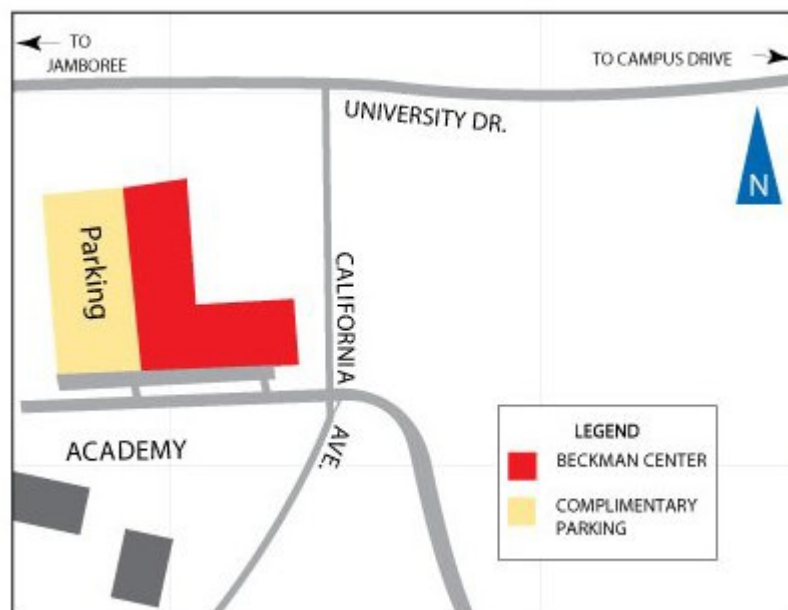 TO
JAMBOREE
TO CAMPUS DRIVE
UNIVERSITY DR.
N
Parking
CALIFORNIA
AVE.
ACADEMY
LEGEND
BECKMAN CENTER
COMPLIMENTARY
PARKING